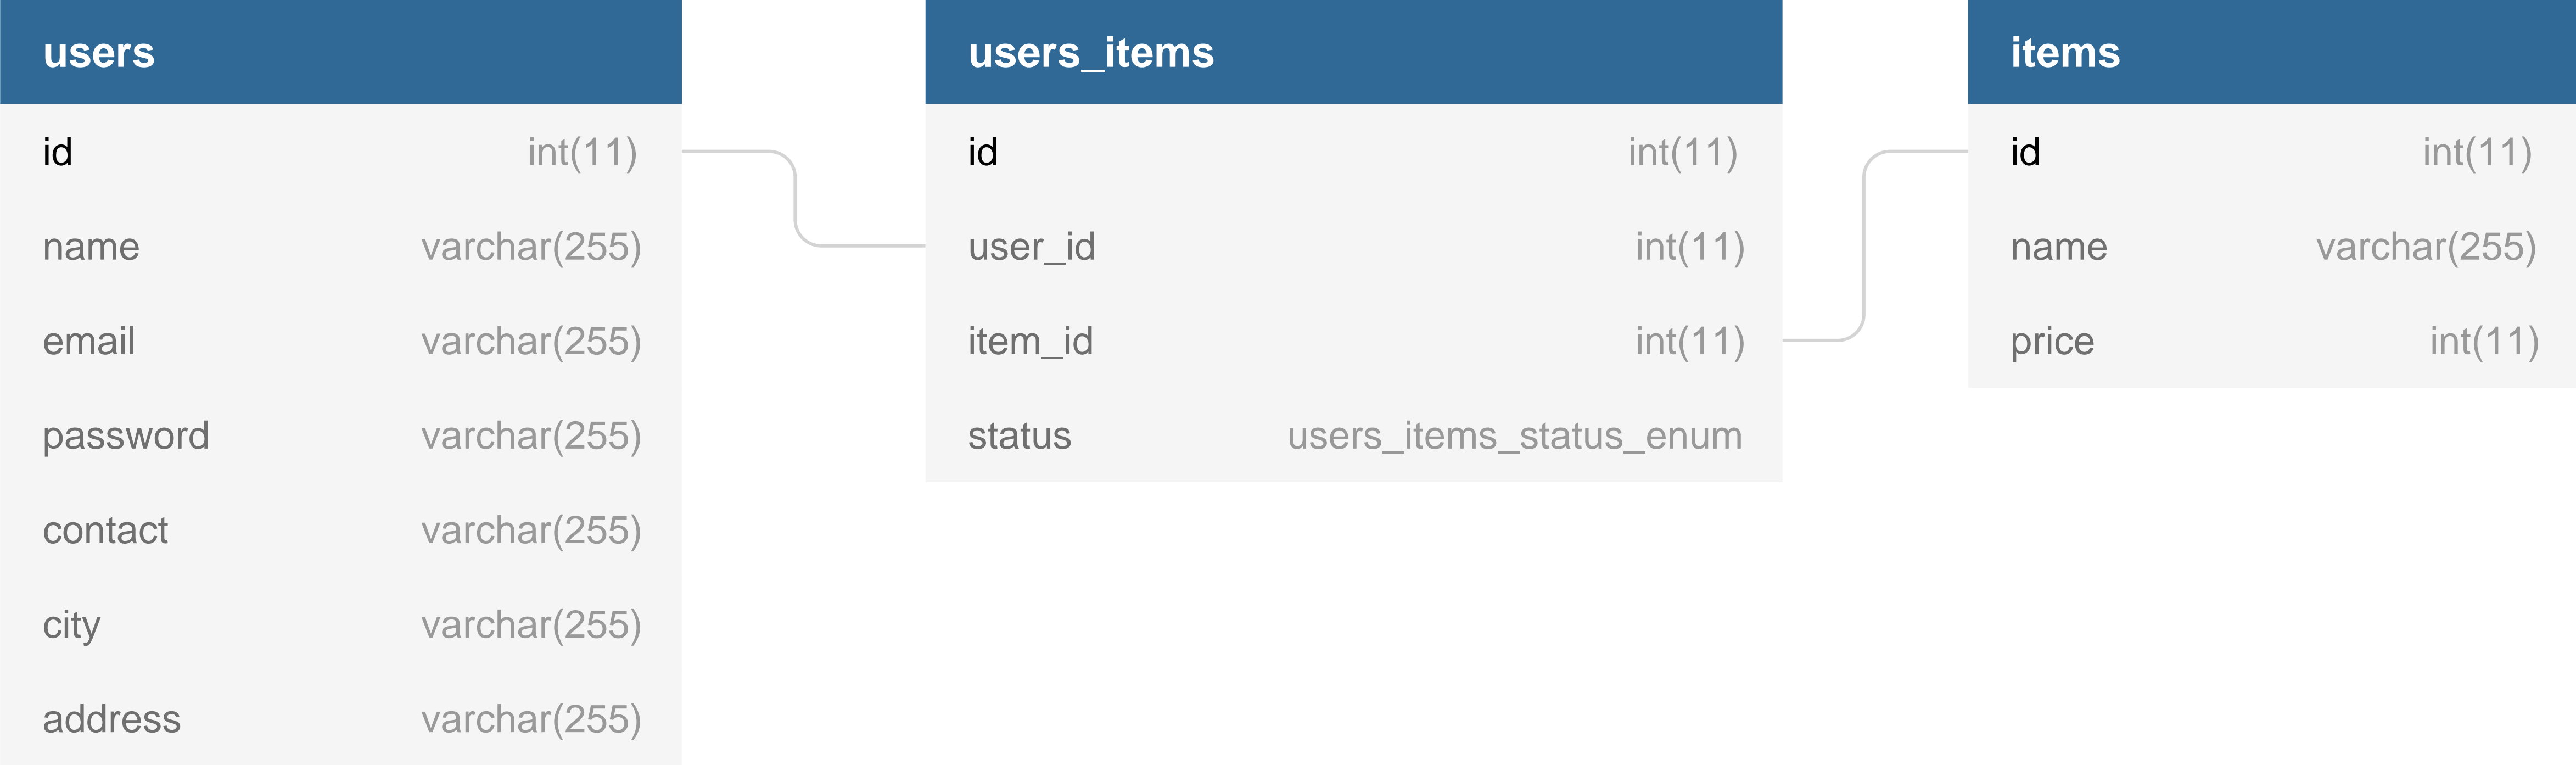 users
id int(11)
name varchar(255)
email varchar(255)
password varchar(255)
contact varchar(255)
city varchar(255)
address varchar(255)
users_items
id int(11)
user_id int(11)
item_id int(11)
status users_items_status_enum
items
id int(11)
name varchar(255)
price int(11)